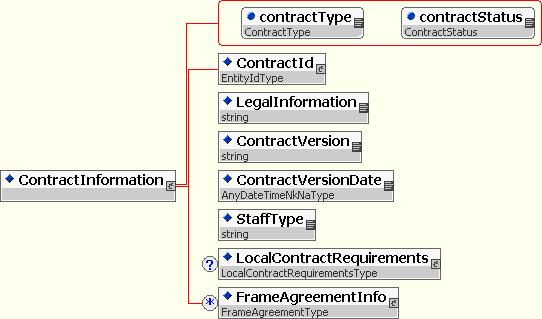 contractType contractStatus
ContractType ContractStatus
ContractId
EntityIdType
LegalInformation
string
ContractVersion
string
ContractInformation
ContractVersionDate
AnyDateTimeNkNaType
StaffType
string
? LocalContractRequirements
LocalContractRequirementsType
* FrameAgreementInfo
FrameAgreementType